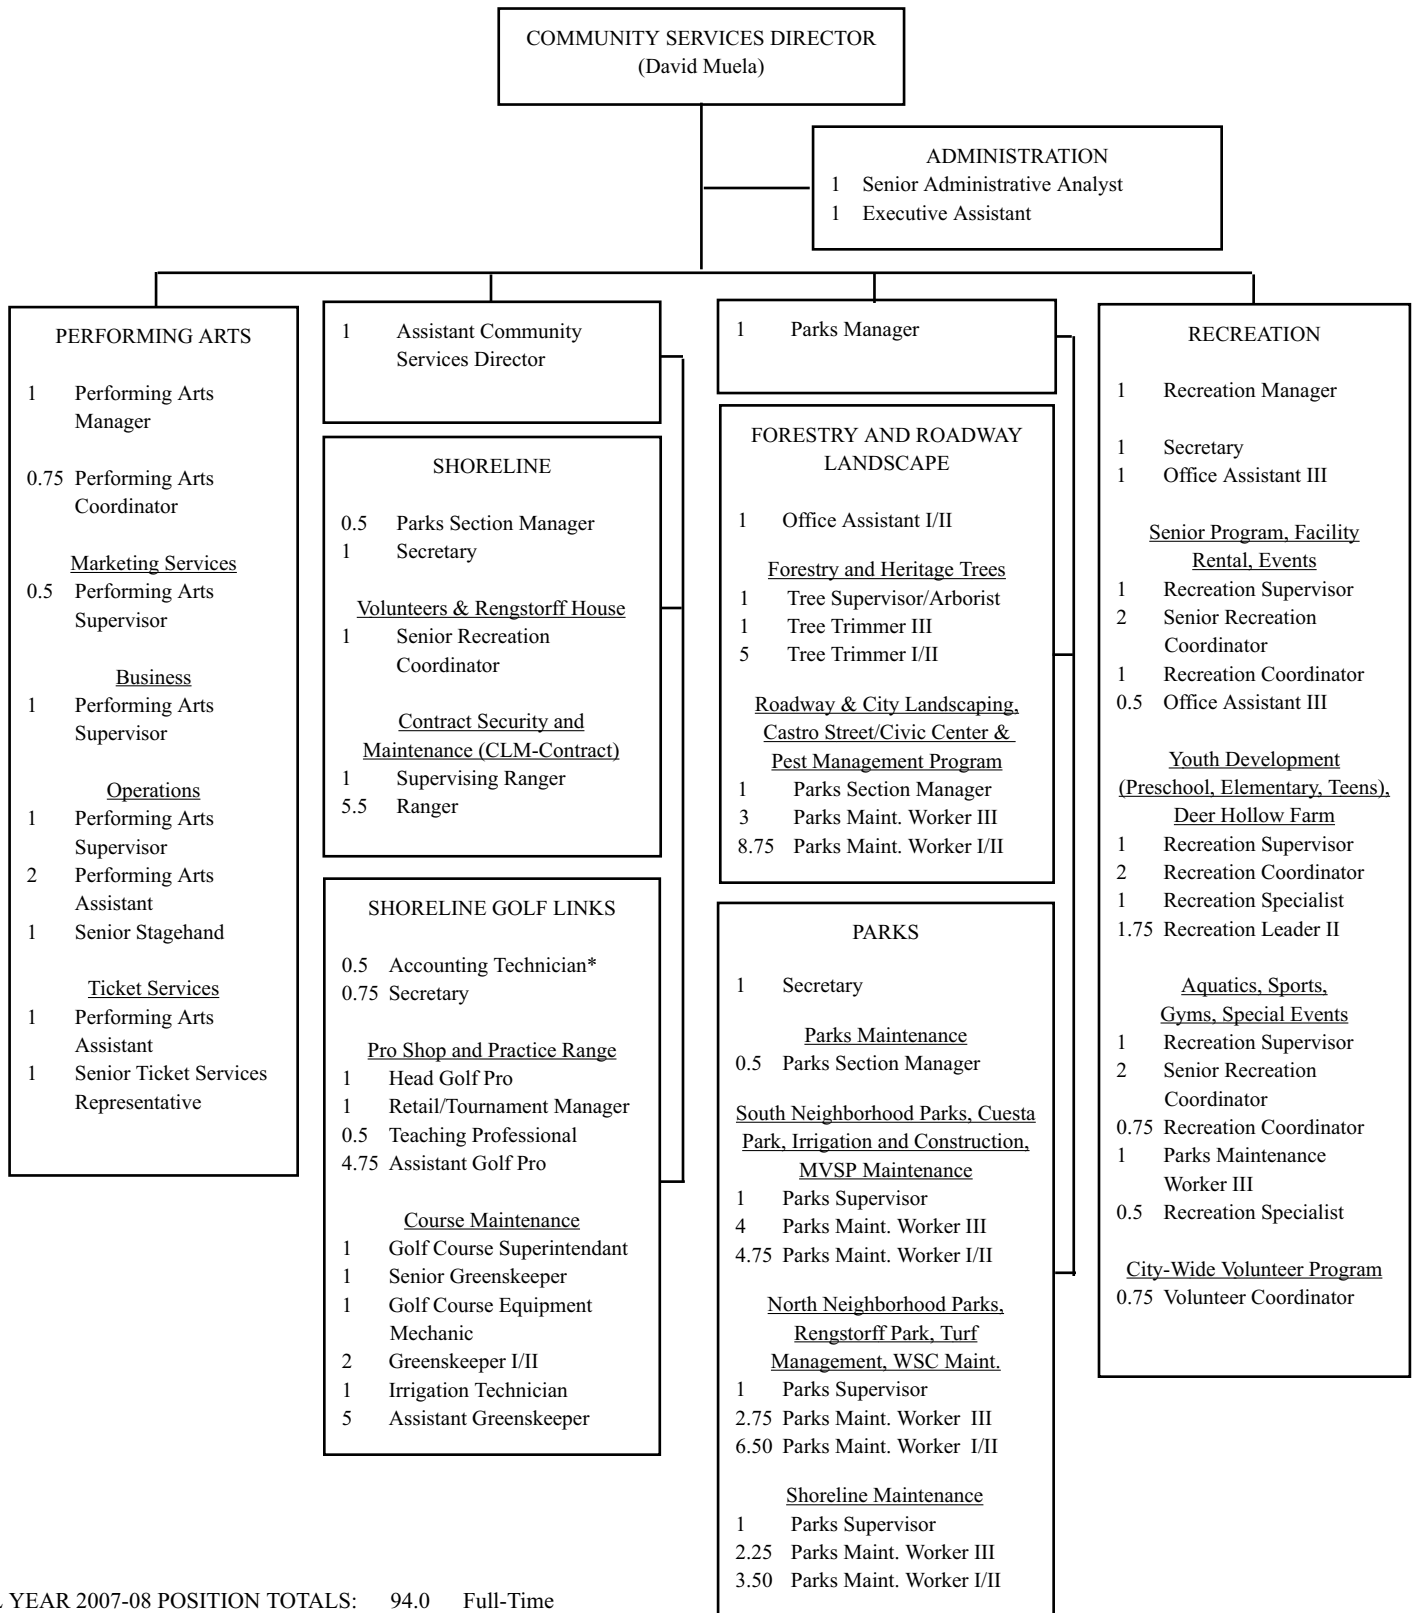 COMMUNITY SERVICES DIRECTOR
(David Muela)
ADMINISTRATION
1 Senior Administrative Analyst
1 Executive Assistant
PERFORMING ARTS
1 Performing Arts
Manager
0.75 Performing Arts
Coordinator
Marketing Services
0.5 Performing Arts
Supervisor
Business
1 Performing Arts
Supervisor
Operations
1 Performing Arts
Supervisor
2 Performing Arts
Assistant
1 Senior Stagehand
Ticket Services
1 Performing Arts
Assistant
1 Senior Ticket Services
Representative
1 Assistant Community
Services Director
SHORELINE
0.5 Parks Section Manager
1 Secretary
Volunteers & Rengstorff House
1 Senior Recreation
Coordinator
Contract Security and
Maintenance (CLM-Contract)
1 Supervising Ranger
5.5 Ranger
SHORELINE GOLF LINKS
0.5 Accounting Technician*
0.75 Secretary
Pro Shop and Practice Range
1 Head Golf Pro
1 Retail/Tournament Manager
0.5 Teaching Professional
4.75 Assistant Golf Pro
Course Maintenance
1 Golf Course Superintendant
1 Senior Greenskeeper
1 Golf Course Equipment
Mechanic
2 Greenskeeper I/II
1 Irrigation Technician
5 Assistant Greenskeeper
1 Parks Manager
FORESTRY AND ROADWAY
LANDSCAPE
1 Office Assistant I/II
Forestry and Heritage Trees
1 Tree Supervisor/Arborist
1 Tree Trimmer III
5 Tree Trimmer I/II
Roadway & City Landscaping,
Castro Street/Civic Center &
Pest Management Program
1 Parks Section Manager
3 Parks Maint. Worker III
8.75 Parks Maint. Worker I/II
PARKS
1 Secretary
Parks Maintenance
0.5 Parks Section Manager
South Neighborhood Parks, Cuesta
Park, Irrigation and Construction,
MVSP Maintenance
1 Parks Supervisor
4 Parks Maint. Worker III
4.75 Parks Maint. Worker I/II
North Neighborhood Parks,
Rengstorff Park, Turf
Management, WSC Maint.
1 Parks Supervisor
2.75 Parks Maint. Worker III
6.50 Parks Maint. Worker I/II
Shoreline Maintenance
1 Parks Supervisor
2.25 Parks Maint. Worker III
3.50 Parks Maint. Worker I/II
RECREATION
1 Recreation Manager
1 Secretary
1 Office Assistant III
Senior Program, Facility
Rental, Events
1 Recreation Supervisor
2 Senior Recreation
Coordinator
1 Recreation Coordinator
0.5 Office Assistant III
Youth Development
(Preschool, Elementary, Teens),
Deer Hollow Farm
1 Recreation Supervisor
2 Recreation Coordinator
1 Recreation Specialist
1.75 Recreation Leader II
Aquatics, Sports,
Gyms, Special Events
1 Recreation Supervisor
2 Senior Recreation
Coordinator
0.75 Recreation Coordinator
1 Parks Maintenance
Worker III
0.5 Recreation Specialist
City-Wide Volunteer Program
0.75 Volunteer Coordinator
YEAR 2007-08 POSITION TOTALS: 94.0 Full-Time